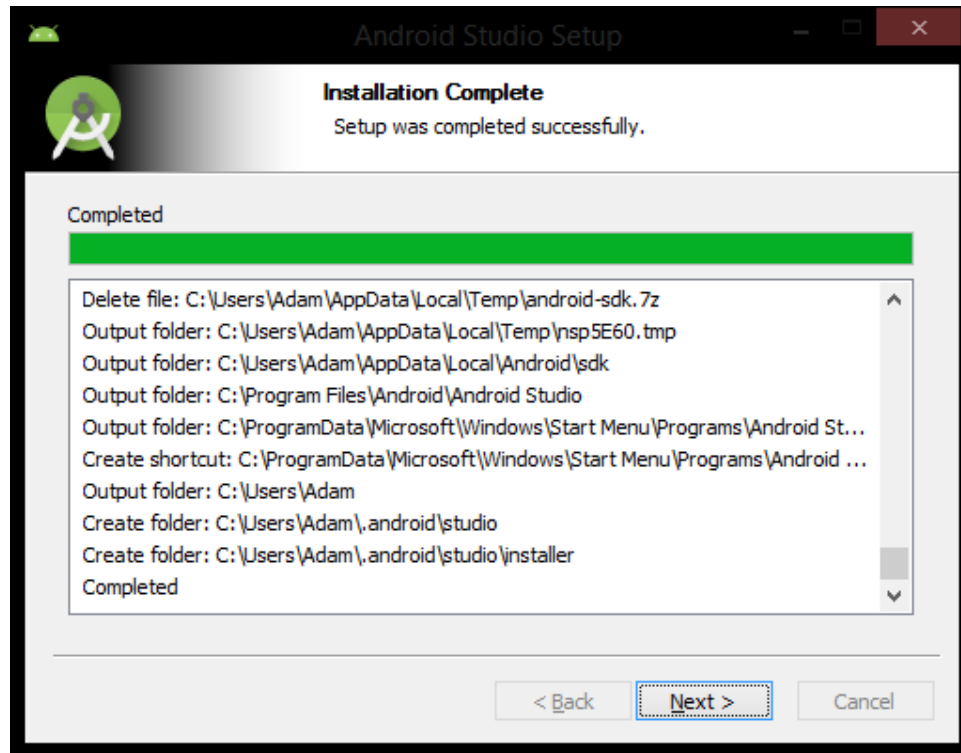 Android Studio Setup
Installation Complete
Setup was completed successfully.
Completed
Delete file: C:\Users\Adam\AppData\Local\Temp\android-sdk.7z
Output folder: C:\Users\Adam\AppData\Local\Temp\nsp5E60.tmp
Output folder: C:\Users\Adam\AppData\Local\Android\sdk
Output folder: C:\Program Files\Android\Android Studio
Output folder: C:\ProgramData\Microsoft\Windows\Start Menu\Programs\Android St...
Create shortcut: C:\ProgramData\Microsoft\Windows\Start Menu\Programs\Android ...
Output folder: C:\Users\Adam
Create folder: C:\Users\Adam\.android\studio
Create folder: C:\Users\Adam\.android\studio\installer
Completed
< Back Next > Cancel